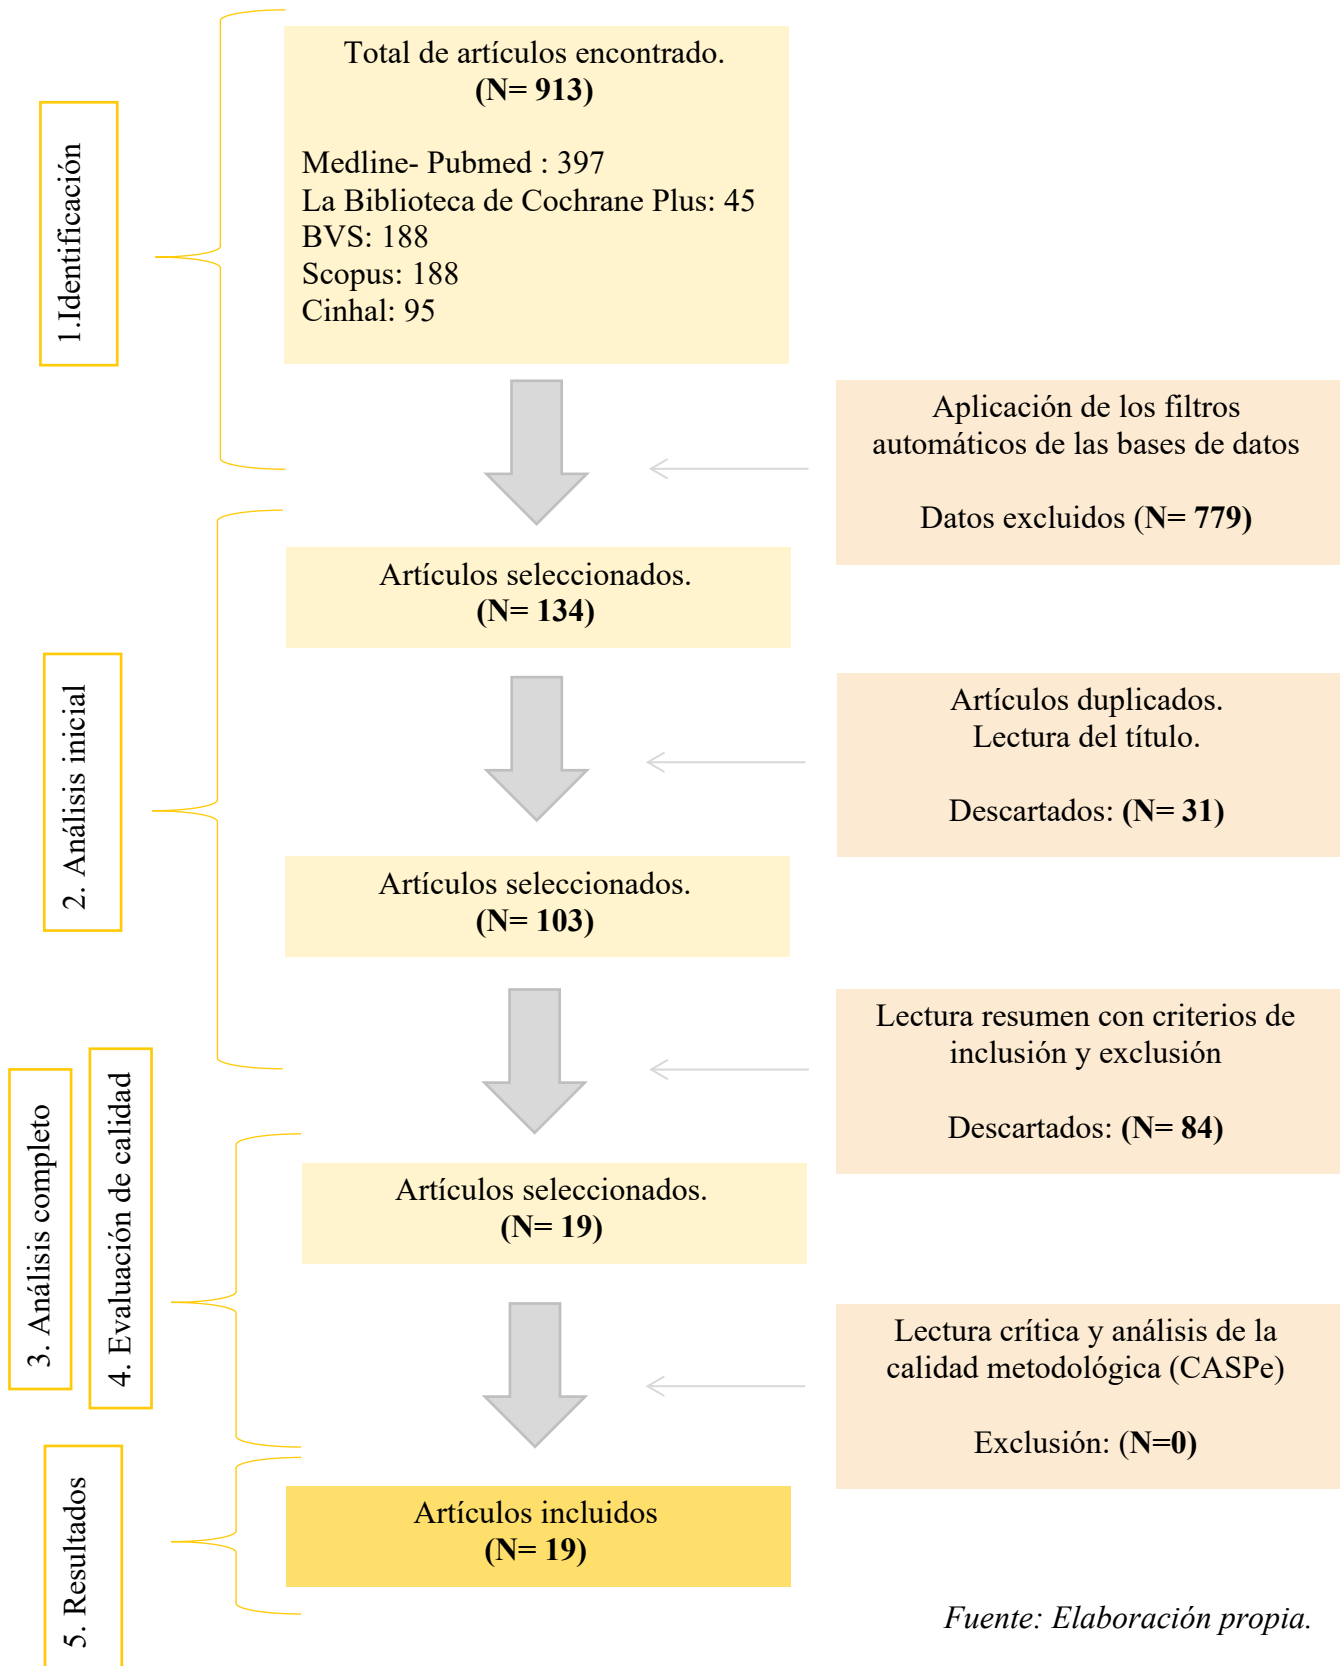 1.Identificación
Total de artículos encontrado.
(N= 913)
Medline- Pubmed : 397
La Biblioteca de Cochrane Plus: 45
BVS: 188
Scopus: 188
Cinhal: 95
Aplicación de los filtros
automáticos de las bases de datos
Datos excluidos (N= 779)
2. Análisis inicial
Artículos seleccionados.
(N= 134)
Artículos duplicados.
Lectura del título.
Descartados: (N= 31)
Artículos seleccionados.
(N= 103)
Lectura resumen con criterios de
inclusión y exclusión
Descartados: (N= 84)
3. Análisis completo
4. Evaluación de calidad
Artículos seleccionados.
(N= 19)
Lectura crítica y análisis de la
calidad metodológica (CASPe)
Exclusión: (N=0)
5. Resultados
Artículos incluidos
(N= 19)
Fuente: Elaboración propia.